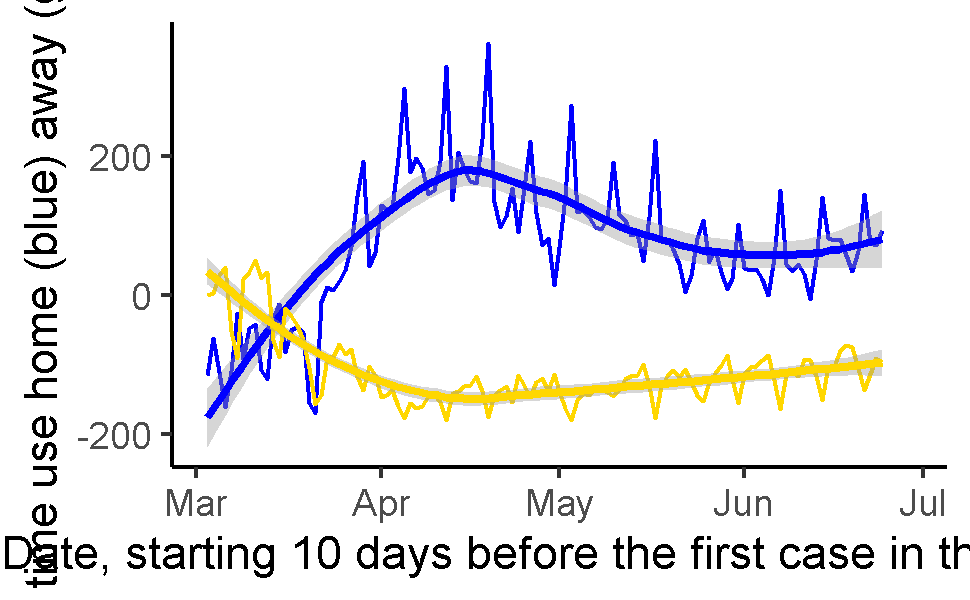 time use home (blue) away (
200
0
-200
Mar Apr May Jun Jul
Date, starting 10 days before the first case in th